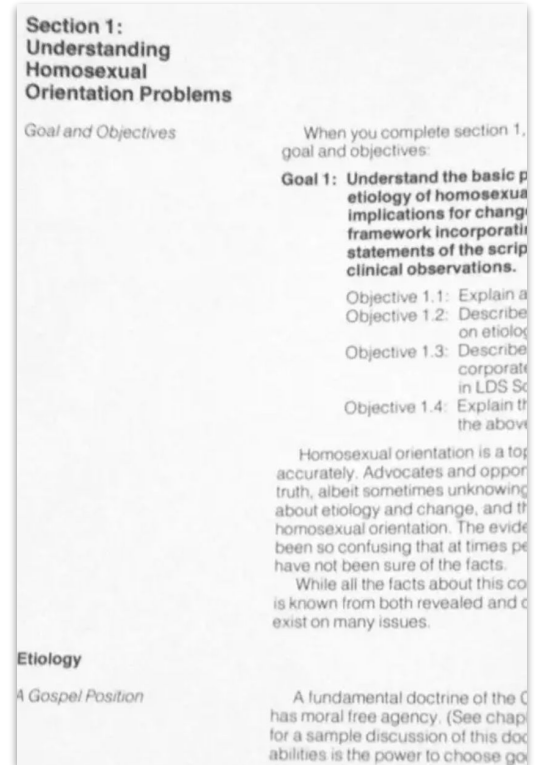 Section 1:
Understanding
Homosexual
Orientation Problems
Goal and Objectives
When you complete section 1,
goal and objectives:
Goal 1: Understand the basic p
etiology of homosexua
implications for chang
framework incorporati
statements of the scrip
clinical observations.
Objective 1.1: Explain a
Objective 1.2: Describe
on etiolog
Objective 1.3: Describe
corporate
in LDS So
Objective 1.4: Explain th
the above
Homosexual orientation is a top
accurately. Advocates and oppon
truth, albeit sometimes unknowing
about etiology and change, and th
homosexual orientation. The evide
been so confusing that at times pe
have not been sure of the facts.
While all the facts about this co
is known from both revealed and c
exist on many issues.
Etiology
A Gospel Position
A fundamental doctrine of the C
has moral free agency. (See chap
for a sample discussion of this doc
abilities is the power to choose goo